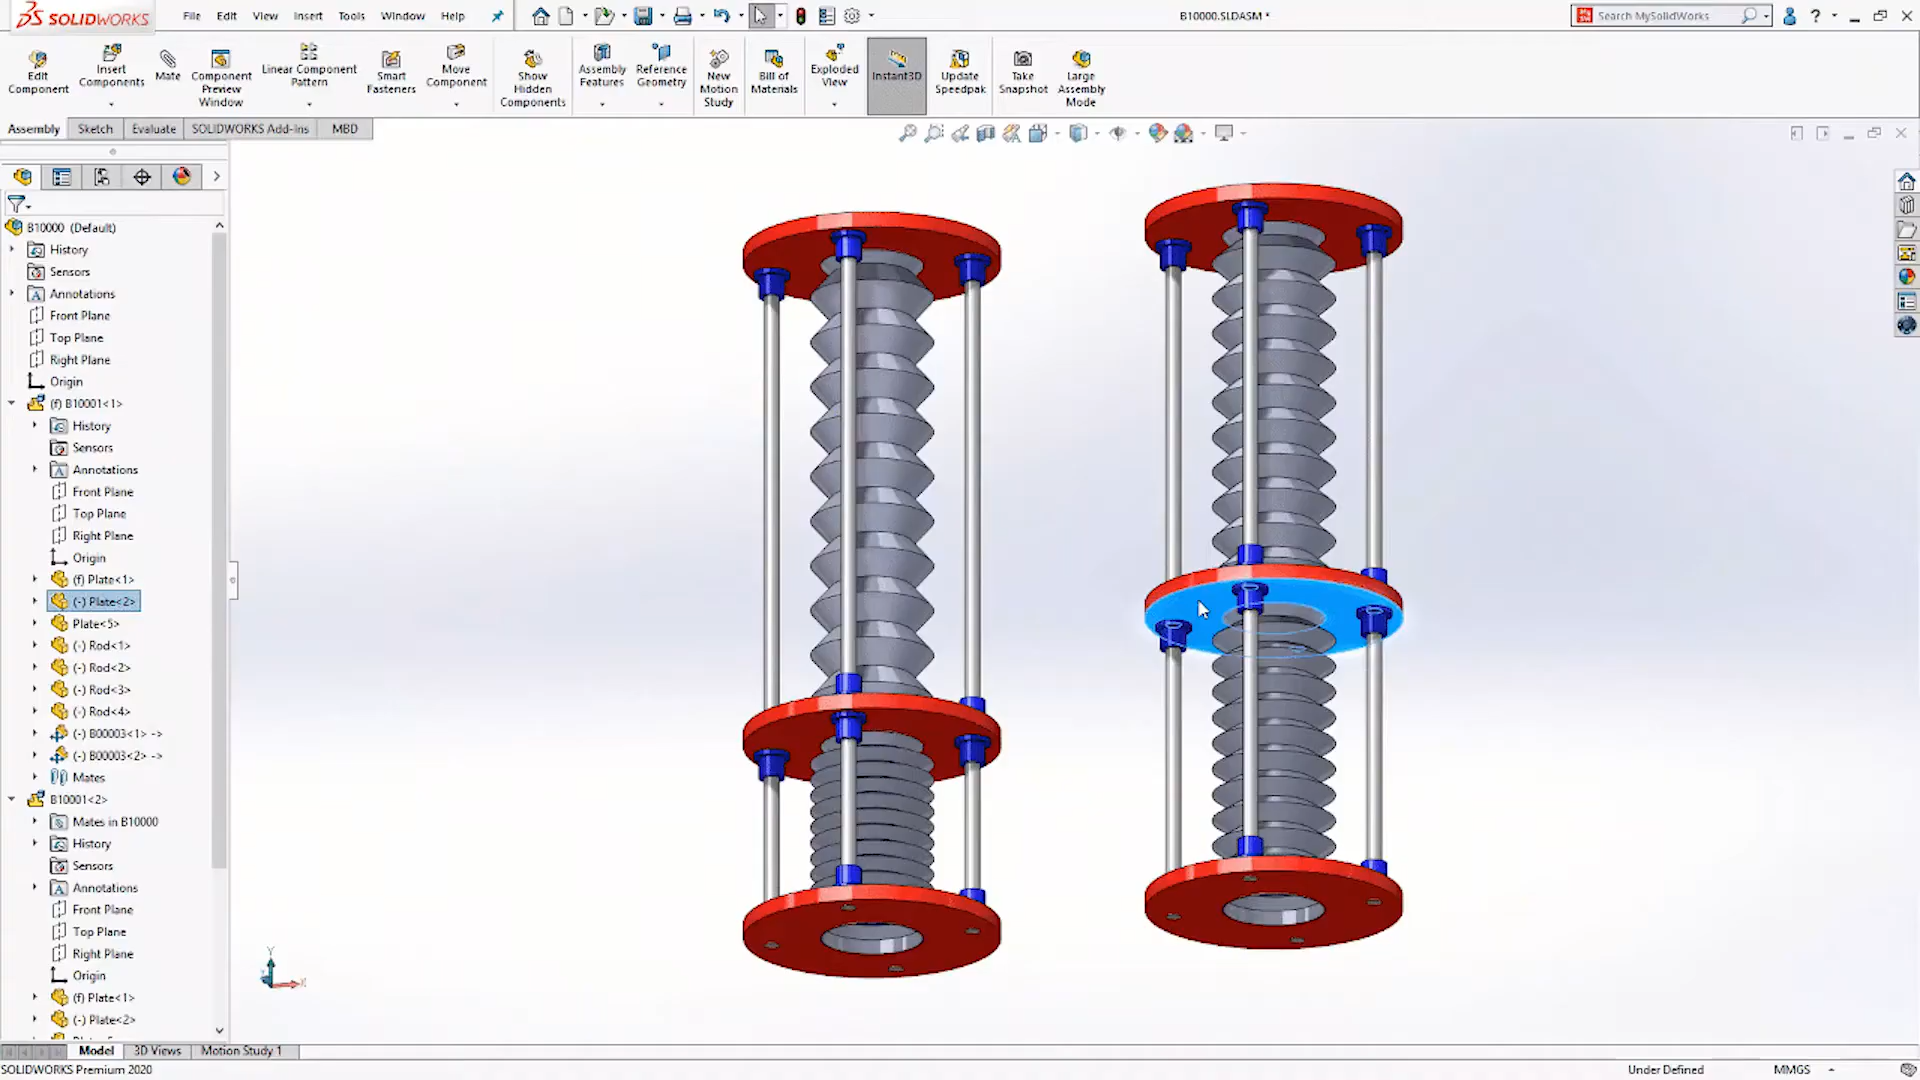 SOLIDWORKS
File Edit View Insert Tools Window Help
B10000.SLDASM *
Search MySolidWorks
Edit Component
Insert Components
Mate
Component Preview Window
Linear Component Pattern
Smart Fasteners
Move Component
Show Hidden Components
Assembly Features
Reference Geometry
New Motion Study
Bill of Materials
Exploded View
Instant3D
Update Speedpak
Take Snapshot
Large Assembly Mode
Assembly Sketch Evaluate SOLIDWORKS Add-Ins MBD
B10000 (Default)
History
Sensors
Annotations
Front Plane
Top Plane
Right Plane
Origin
(f) B10001<1>
History
Sensors
Annotations
Front Plane
Top Plane
Right Plane
Origin
(f) Plate<1>
(-) Plate<2>
Plate<5>
(-) Rod<1>
(-) Rod<2>
(-) Rod<3>
(-) Rod<4>
(-) B00003<1> ->
(-) B00003<2> ->
Mates
B10001<2>
Mates in B10000
History
Sensors
Annotations
Front Plane
Top Plane
Right Plane
Origin
(f) Plate<1>
(-) Plate<2>
Model 3D Views Motion Study 1
SOLIDWORKS Premium 2020
Under Defined
MMGS